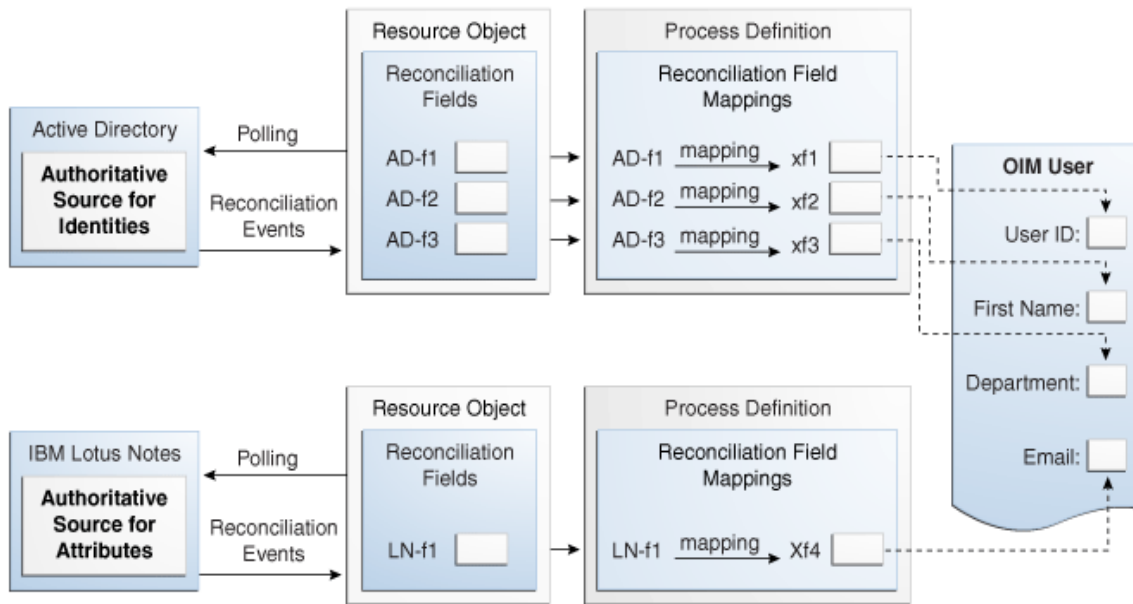 Resource Object
Process Definition
Reconciliation
Fields
Reconciliation Field
Mappings
Active Directory
Authoritative
Source for
Identities
Polling
Reconciliation
Events
AD-f1
AD-f2
AD-f3
AD-f1 mapping xf1
AD-f2 mapping xf2
AD-f3 mapping xf3
OIM User
User ID:
First Name:
Department:
Email:
Resource Object
Process Definition
Reconciliation
Fields
Reconciliation Field
Mappings
IBM Lotus Notes
Authoritative
Source for
Attributes
Polling
Reconciliation
Events
LN-f1
LN-f1 mapping Xf4